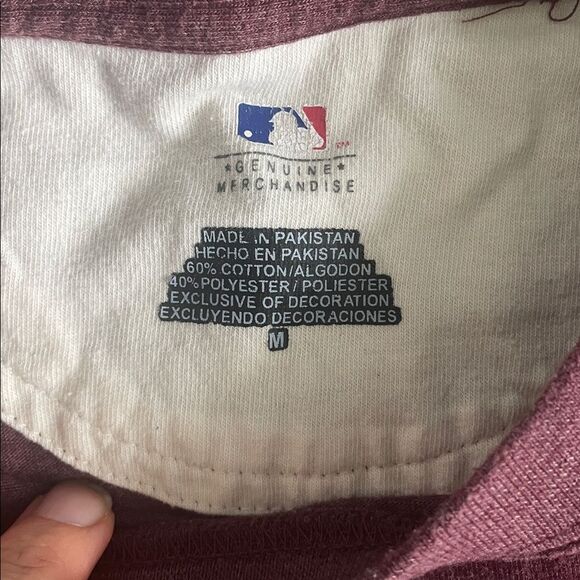 ★GENUINE★
MERCHANDISE
MADE IN PAKISTAN
HECHO EN PAKISTAN
60% COTTON/ALGODON
40% POLYESTER / POLIESTER
EXCLUSIVE OF DECORATION
EXCLUYENDO DECORACIONES
M